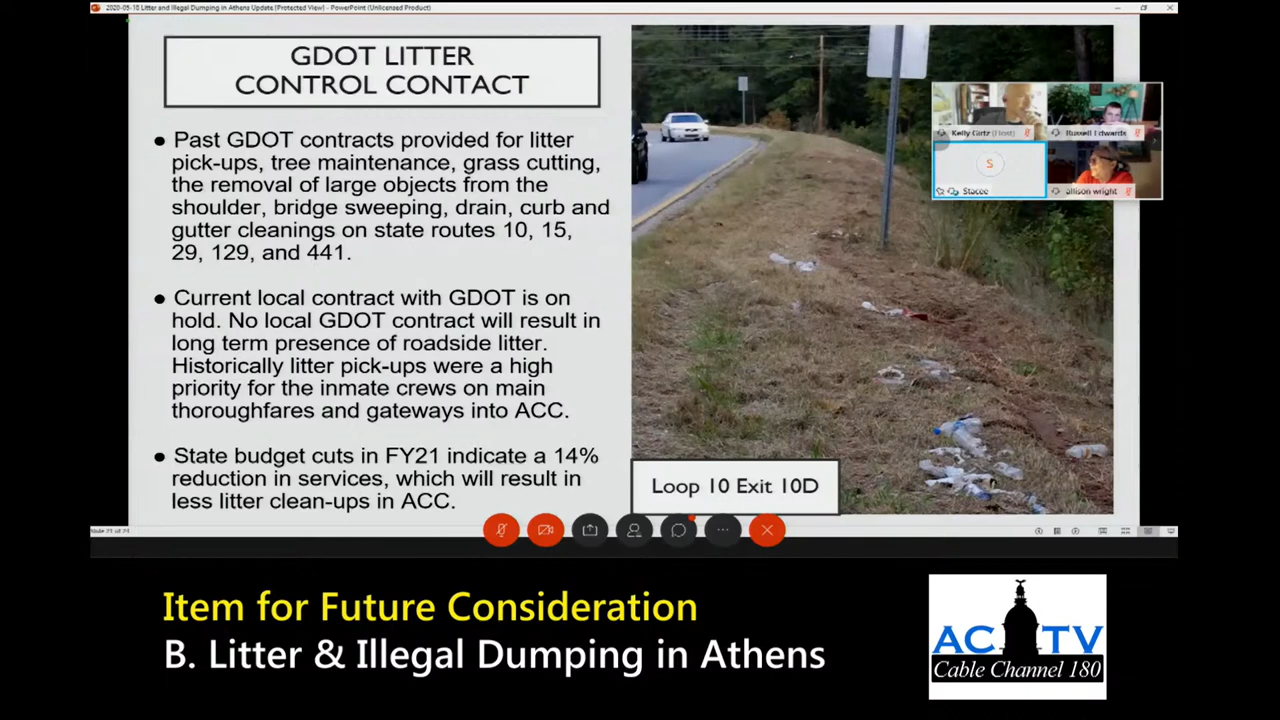 2020-05-18 Litter and Illegal Dumping in Athens Update [Protected View] - PowerPoint (Unlicensed Product)
GDOT LITTER
CONTROL CONTACT
● Past GDOT contracts provided for litter
pick-ups, tree maintenance, grass cutting,
the removal of large objects from the
shoulder, bridge sweeping, drain, curb and
gutter cleanings on state routes 10, 15,
29, 129, and 441.
● Current local contract with GDOT is on
hold. No local GDOT contract will result in
long term presence of roadside litter.
Historically litter pick-ups were a high
priority for the inmate crews on main
thoroughfares and gateways into ACC.
● State budget cuts in FY21 indicate a 14%
reduction in services, which will result in
less litter clean-ups in ACC.
Loop 10 Exit 10D
Kelly Girtz (Host)
Russell Edwards
S
Stacee
allison wright
Item for Future Consideration
B. Litter & Illegal Dumping in Athens
ACTV
Cable Channel 180